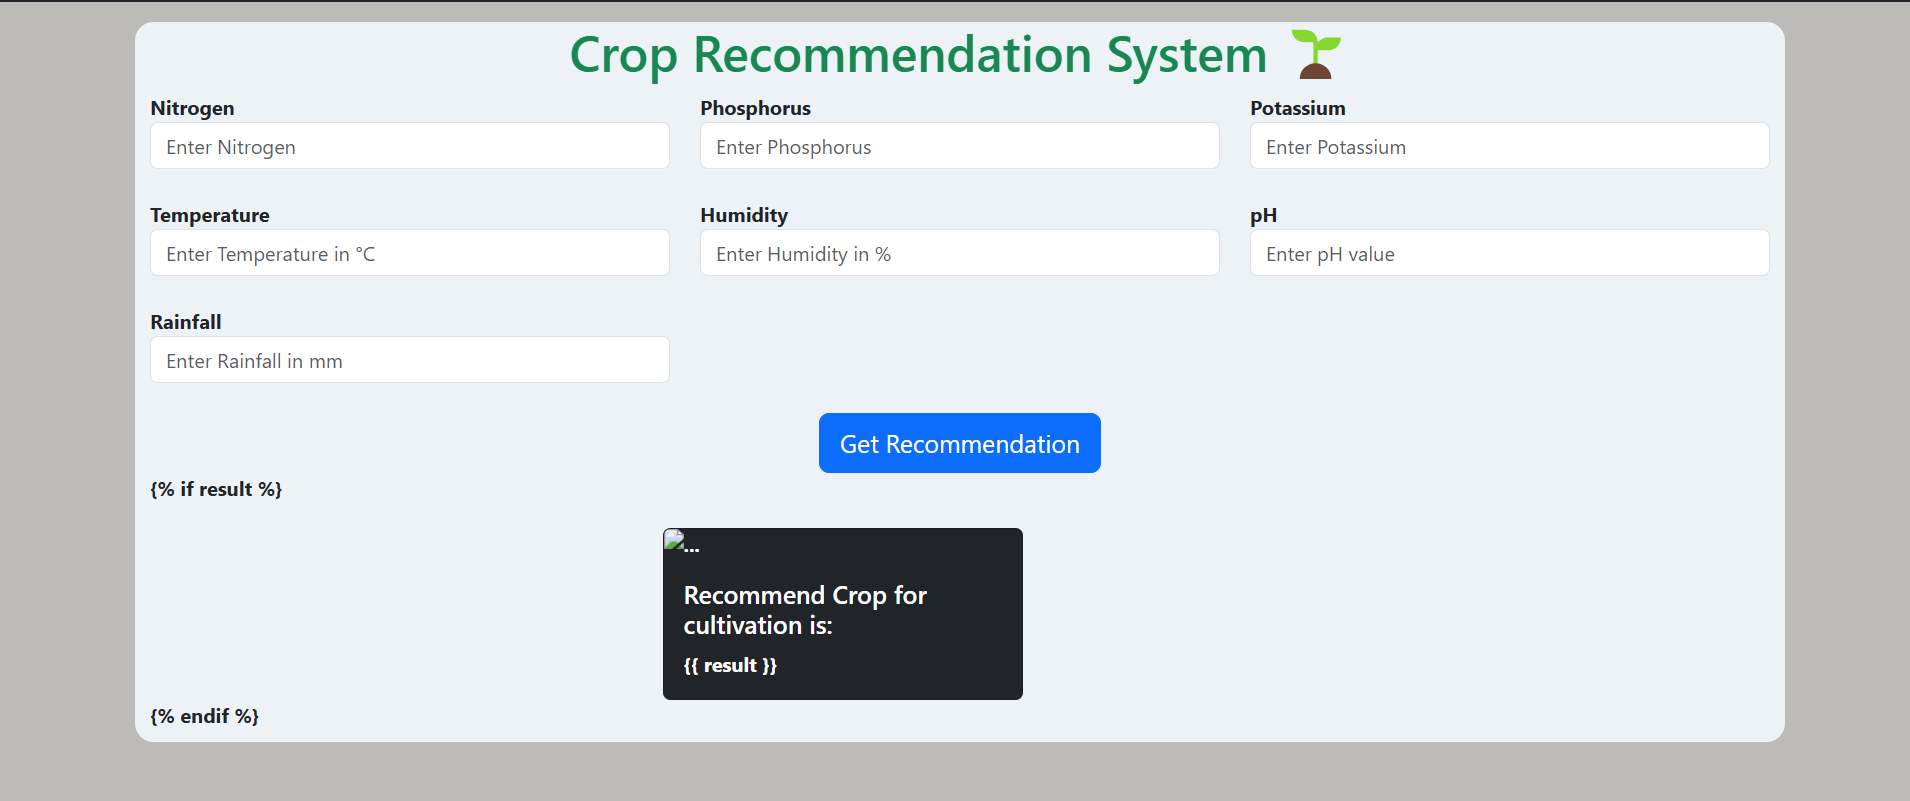 Crop Recommendation System
Nitrogen
Phosphorus
Potassium
Enter Nitrogen
Enter Phosphorus
Enter Potassium
Temperature
Humidity
pH
Enter Temperature in °C
Enter Humidity in %
Enter pH value
Rainfall
Enter Rainfall in mm
Get Recommendation
{% if result %}
...
Recommend Crop for
cultivation is:
{{ result }}
{% endif %}